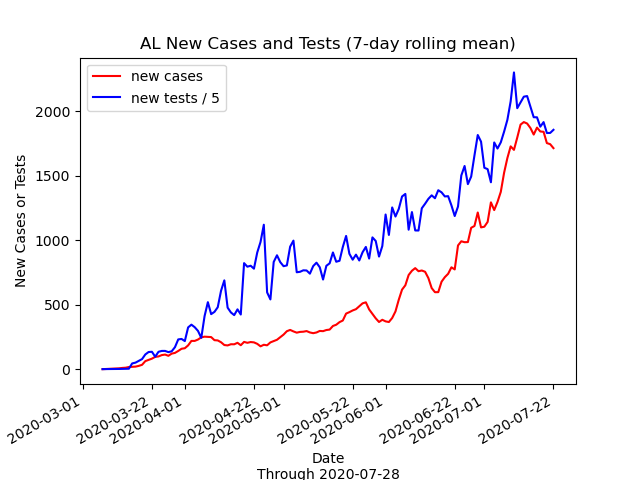 AL New Cases and Tests (7-day rolling mean)
new cases
new tests / 5
New Cases or Tests
2000
1500
1000
500
0
2020-03-01
2020-03-22
2020-04-01
2020-04-22
2020-05-01
2020-05-22
2020-06-01
2020-06-22
2020-07-01
2020-07-22
Date
Through 2020-07-28